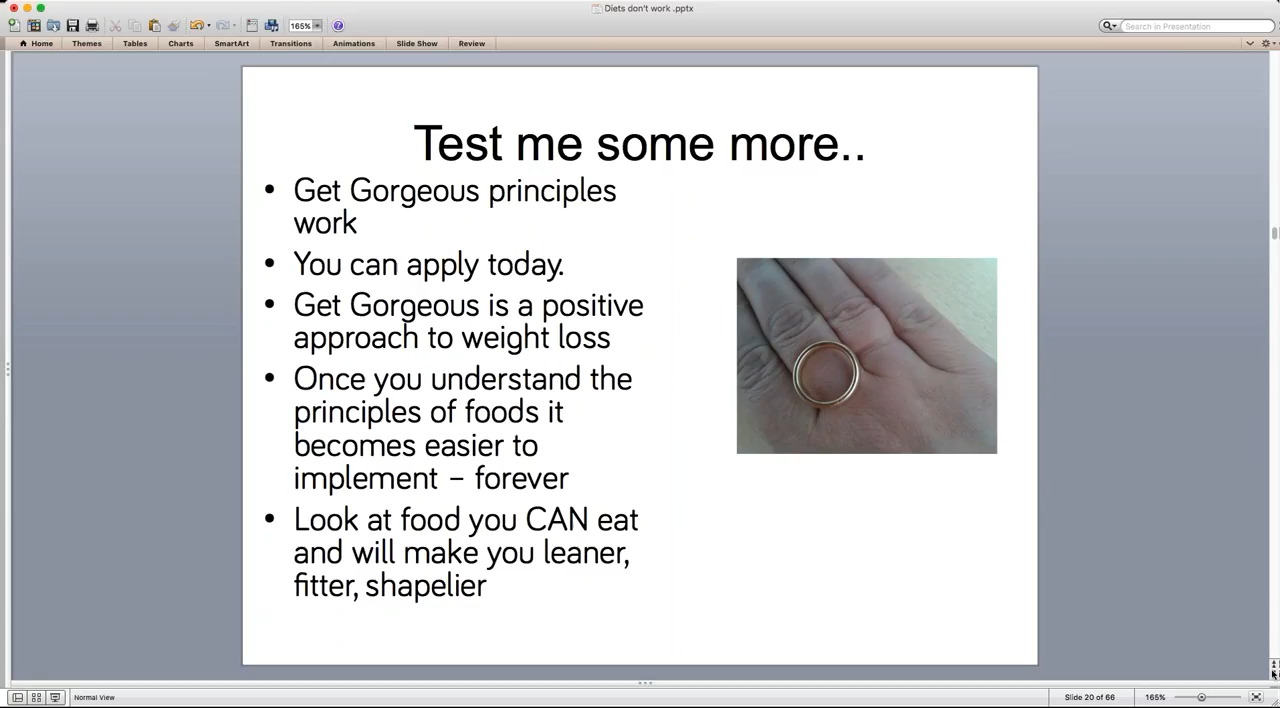 Diets don't work .pptx
165%
Search in Presentation
Home
Themes
Tables
Charts
SmartArt
Transitions
Animations
Slide Show
Review
Test me some more..
• Get Gorgeous principles
work
• You can apply today.
• Get Gorgeous is a positive
approach to weight loss
• Once you understand the
principles of foods it
becomes easier to
implement – forever
• Look at food you CAN eat
and will make you leaner,
fitter, shapelier
Normal View
Slide 20 of 66
165%